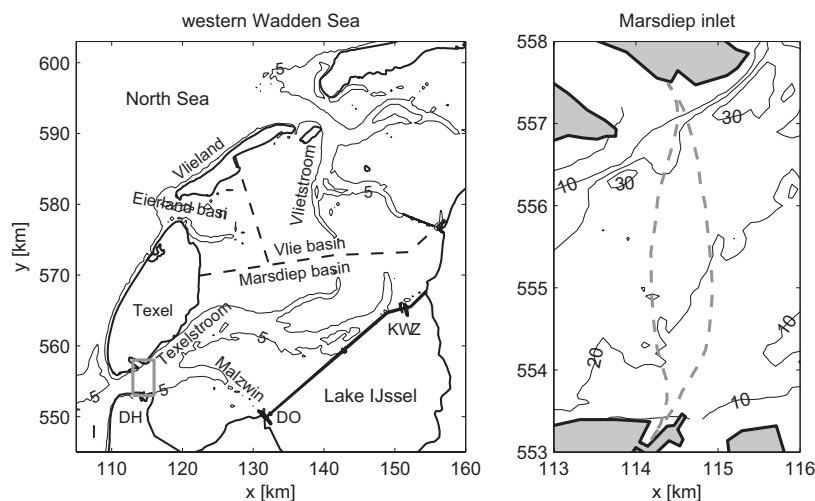 western Wadden Sea
Marsdiep inlet
600
590
580
570
560
550
y [km]
110
120
130
140
150
160
x [km]
North Sea
5
Vlieland
Vliestroom
5
Eierland basin
Vlie basin
Marsdiep basin
Texel
Texelstroom
5
KWZ
Malzwin
Lake IJssel
5
5
DH
DO
558
557
556
555
554
553
113
114
115
116
x [km]
30
10
30
20
10
10